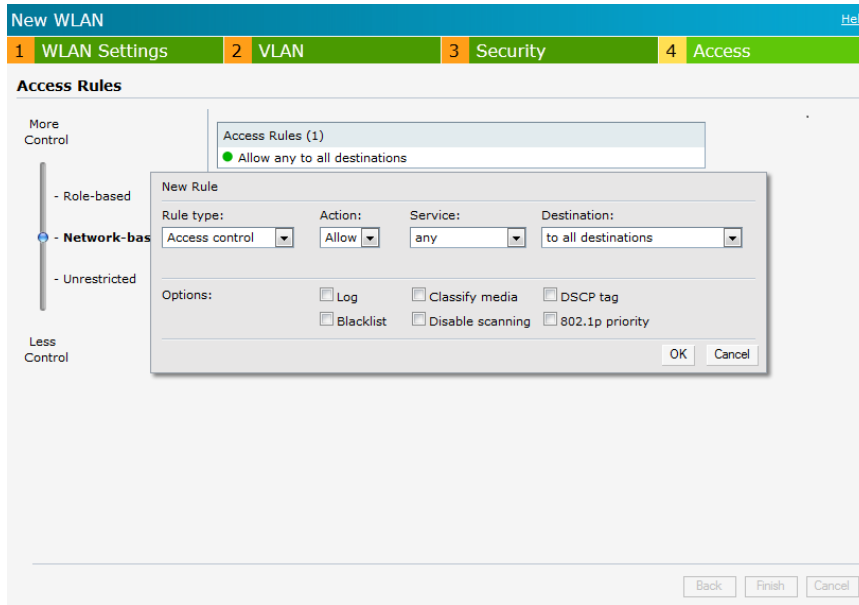 New WLAN Hel
1 WLAN Settings 2 VLAN 3 Security 4 Access
Access Rules
More
Control
- Role-based
- Network-bas
- Unrestricted
Less
Control
Access Rules (1)
Allow any to all destinations
New Rule
Rule type: Action: Service: Destination:
Access control Allow any to all destinations
Options: Log Classify media DSCP tag
Blacklist Disable scanning 802.1p priority
OK Cancel
Back Finish Cancel